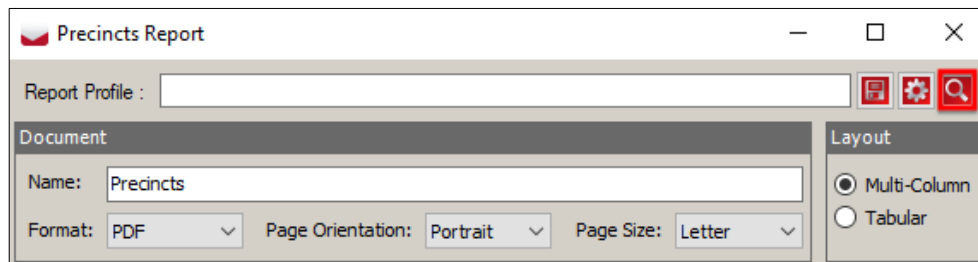 Precincts Report
Report Profile :
Document
Layout
Name: Precincts
Multi-Column
Format: PDF Page Orientation: Portrait Page Size: Letter
Tabular